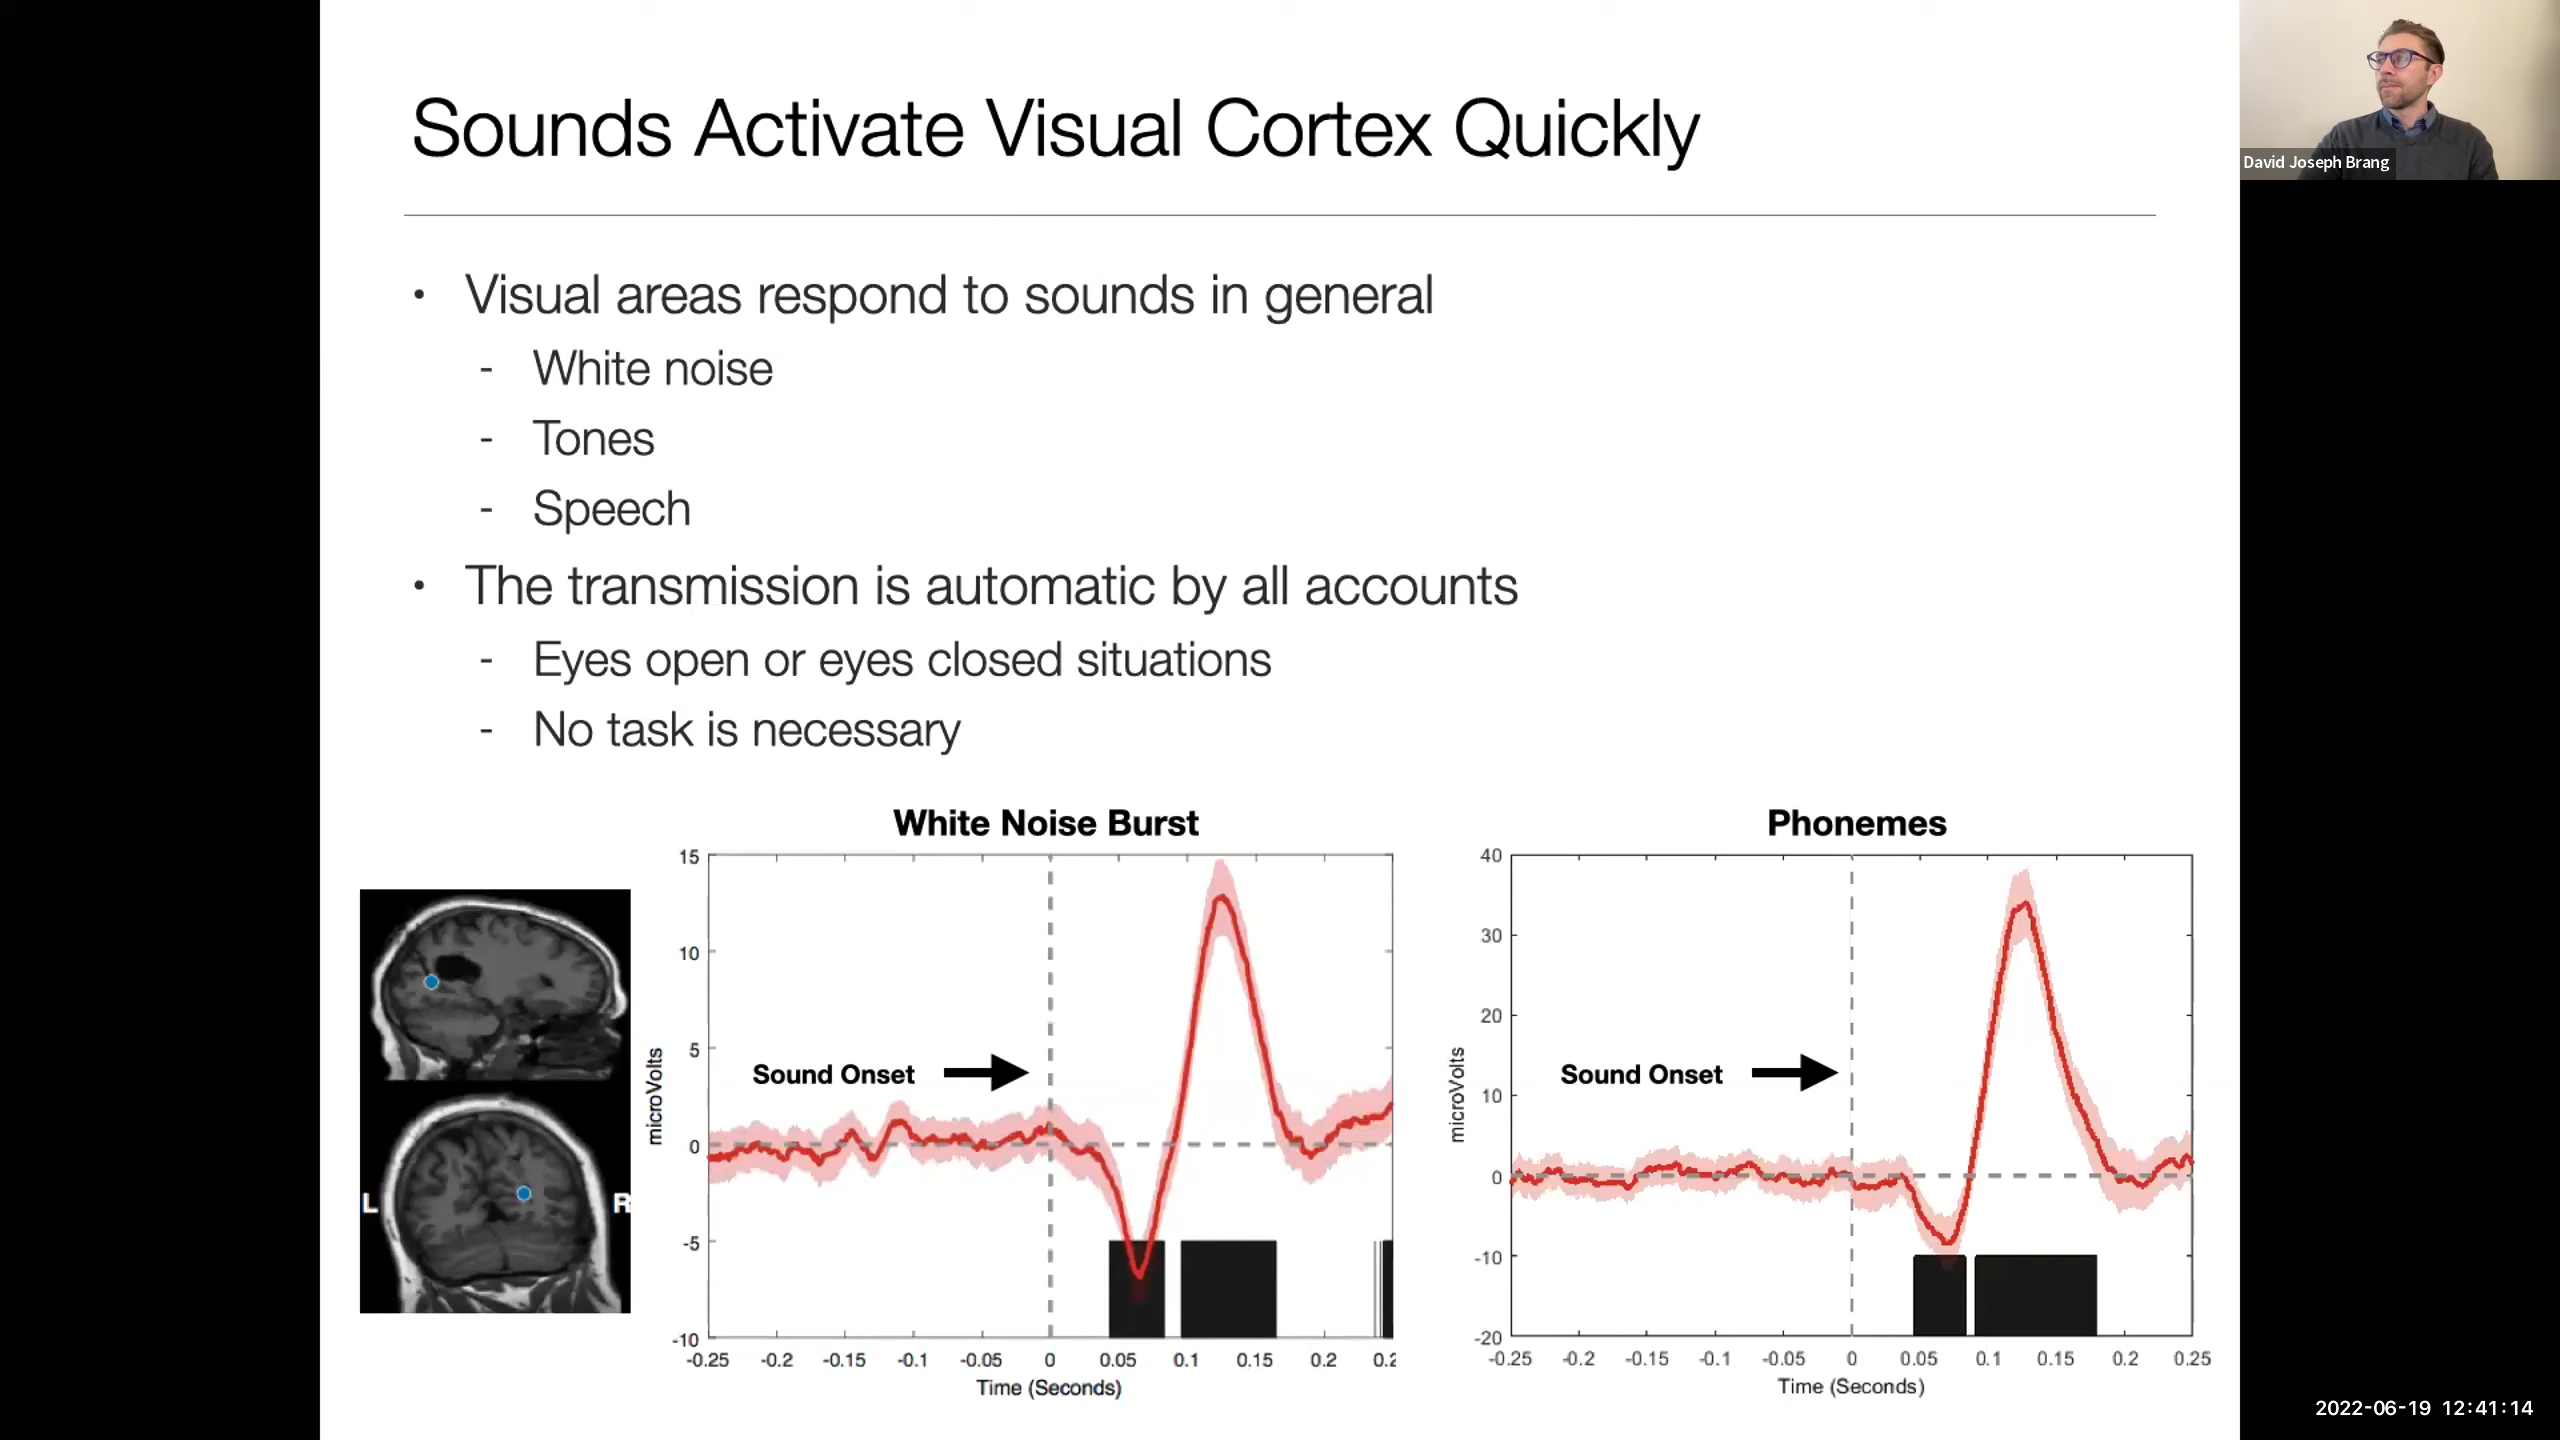 Sounds Activate Visual Cortex Quickly
David Joseph Brang
• Visual areas respond to sounds in general
- White noise
- Tones
- Speech
• The transmission is automatic by all accounts
- Eyes open or eyes closed situations
- No task is necessary
L
R
White Noise Burst
15
10
5
0
-5
-10
microVolts
Sound Onset
-0.25 -0.2 -0.15 -0.1 -0.05 0 0.05 0.1 0.15 0.2 0.2
Time (Seconds)
Phonemes
40
30
20
10
0
-10
-20
microVolts
Sound Onset
-0.25 -0.2 -0.15 -0.1 -0.05 0 0.05 0.1 0.15 0.2 0.25
Time (Seconds)
2022-06-19 12:41:14